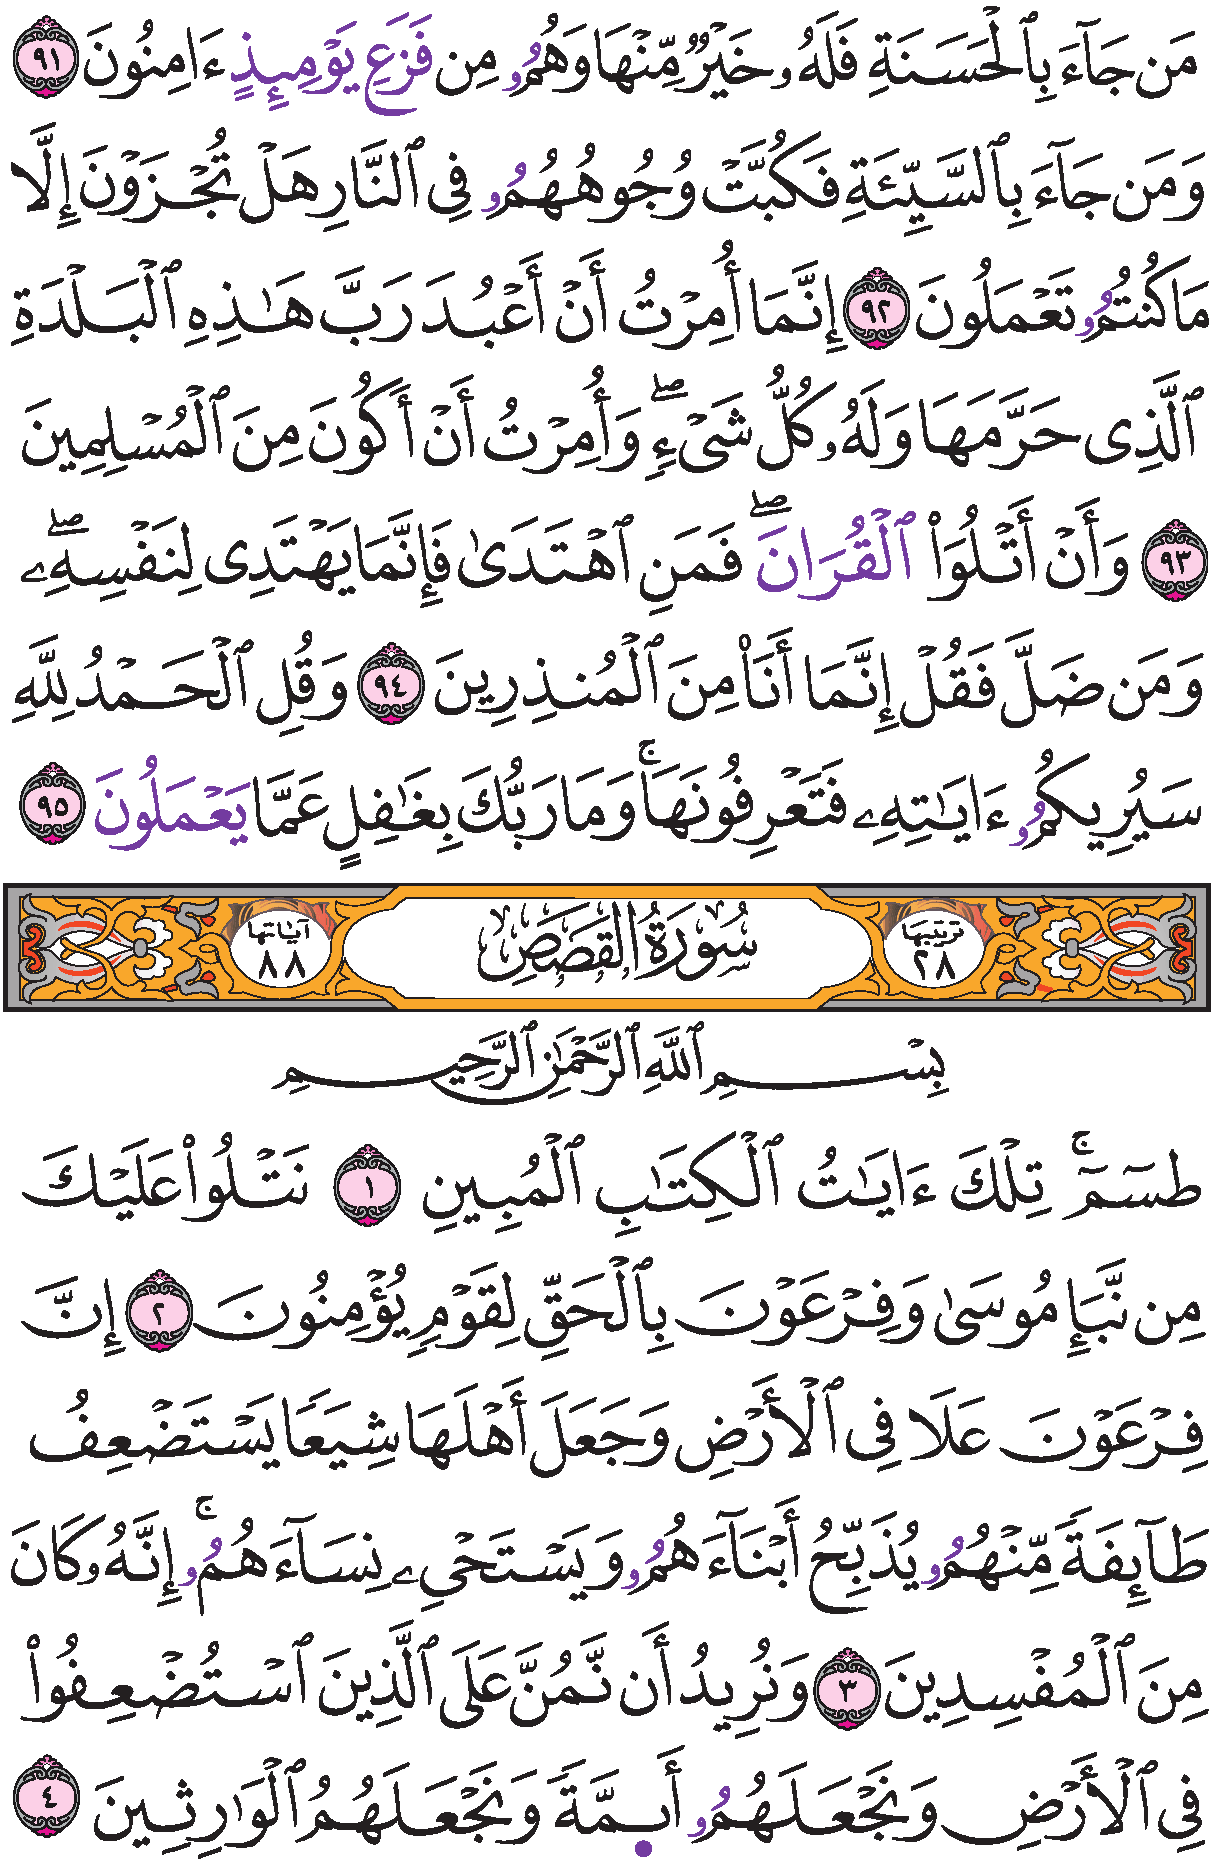 مَن جَآءَ بِٱلْحَسَنَةِ فَلَهُۥ خَيْرٌ مِّنْهَا وَهُمُۥ مِن فَزَعِ يَوْمِئِذٍ ءَامِنُونَ ٩١
وَمَن جَآءَ بِٱلسَّيِّئَةِ فَكُبَّتْ وُجُوهُهُمُۥ فِي ٱلنَّارِ هَلْ تُجْزَوْنَ إِلَّا
مَا كُنتُمُۥ تَعْمَلُونَ ٩٢ إِنَّمَا أُمِرْتُ أَنْ أَعْبُدَ رَبَّ هَٰذِهِ ٱلْبَلْدَةِ
ٱلَّذِى حَرَّمَهَا وَلَهُۥ كُلُّ شَىْءٍۖ وَأُمِرْتُ أَنْ أَكُونَ مِنَ ٱلْمُسْلِمِينَ
٩٣ وَأَنْ أَتْلُوَا۟ ٱلْقُرَانَۖ فَمَنِ ٱهْتَدَىٰ فَإِنَّمَا يَهْتَدِى لِنَفْسِهِۦۖ
وَمَن ضَلَّ فَقُلْ إِنَّمَا أَنَا۠ مِنَ ٱلْمُنذِرِينَ ٩٤ وَقُلِ ٱلْحَمْدُ لِلَّهِ
سَيُرِيكُمُۥ ءَايَٰتِهِۦ فَتَعْرِفُونَهَاۚ وَمَا رَبُّكَ بِغَٰفِلٍ عَمَّا يَعْمَلُونَ ٩٥
ترتيبها ٢٨ سُورَةُ القَصَصِ آياتها ٨٨
بِسْمِ ٱللَّهِ ٱلرَّحْمَٰنِ ٱلرَّحِيمِ
طسٓمٓۚ تِلْكَ ءَايَٰتُ ٱلْكِتَٰبِ ٱلْمُبِينِ ١ نَتْلُوا۟ عَلَيْكَ
مِن نَّبَإِ مُوسَىٰ وَفِرْعَوْنَ بِٱلْحَقِّ لِقَوْمٍ يُؤْمِنُونَ ٢ إِنَّ
فِرْعَوْنَ عَلَا فِى ٱلْأَرْضِ وَجَعَلَ أَهْلَهَا شِيَعًا يَسْتَضْعِفُ
طَآئِفَةً مِّنْهُمُۥ يُذَبِّحُ أَبْنَآءَهُمُۥ وَيَسْتَحْىِۦ نِسَآءَهُمُۥۚ إِنَّهُۥ كَانَ
مِنَ ٱلْمُفْسِدِينَ ٣ وَنُرِيدُ أَن نَّمُنَّ عَلَى ٱلَّذِينَ ٱسْتُضْعِفُوا۟
فِي ٱلْأَرْضِ وَنَجْعَلَهُمُۥ أَى۪مَّةً وَنَجْعَلَهُمُ ٱلْوَٰرِثِينَ ٤